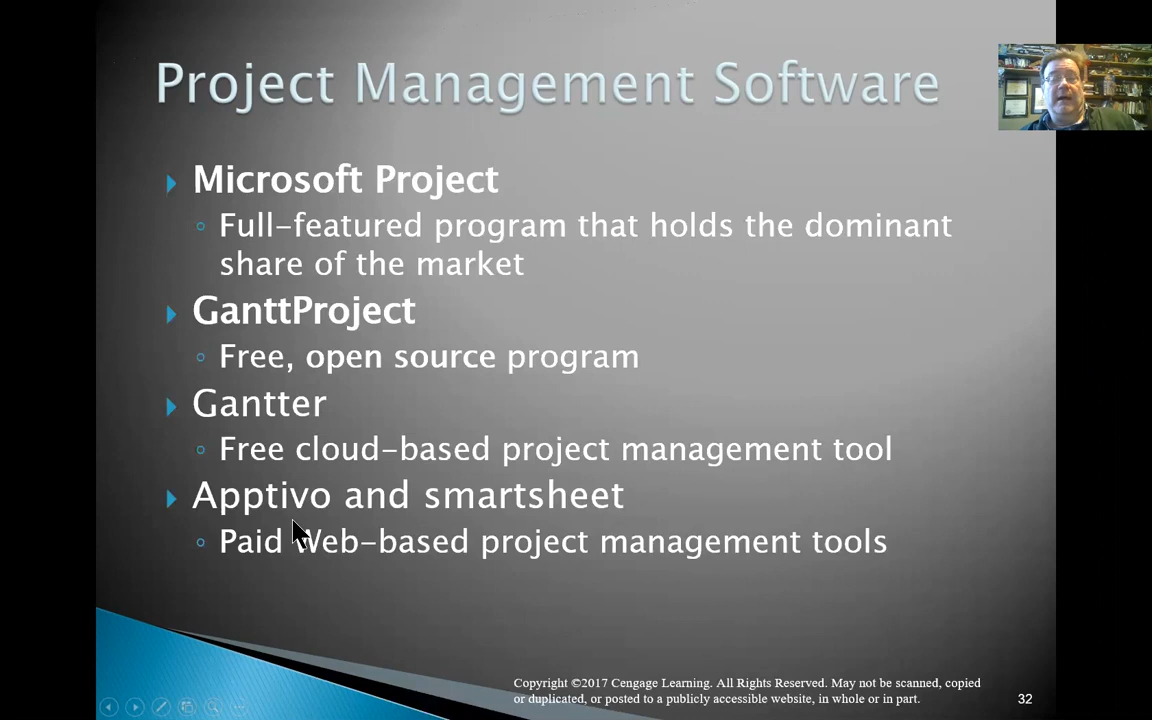 Project Management Software
Microsoft Project
Full-featured program that holds the dominant
share of the market
GanttProject
Free, open source program
Gantter
Free cloud-based project management tool
Apptivo and smartsheet
Paid Web-based project management tools
Copyright ©2017 Cengage Learning. All Rights Reserved. May not be scanned, copied
or duplicated, or posted to a publicly accessible website, in whole or in part.
32